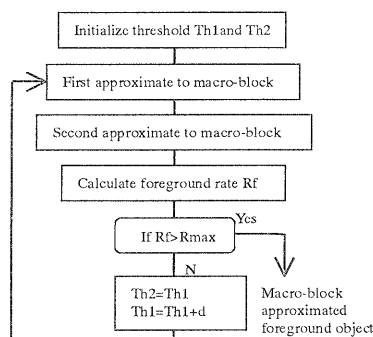 Initialize threshold Th1and Th2
First approximate to macro-block
Second approximate to macro-block
Calculate foreground rate Rf
Yes
If Rf>Rmax
N
Th2=Th1
Th1=Th1+d
Macro-block
approximated
foreground object